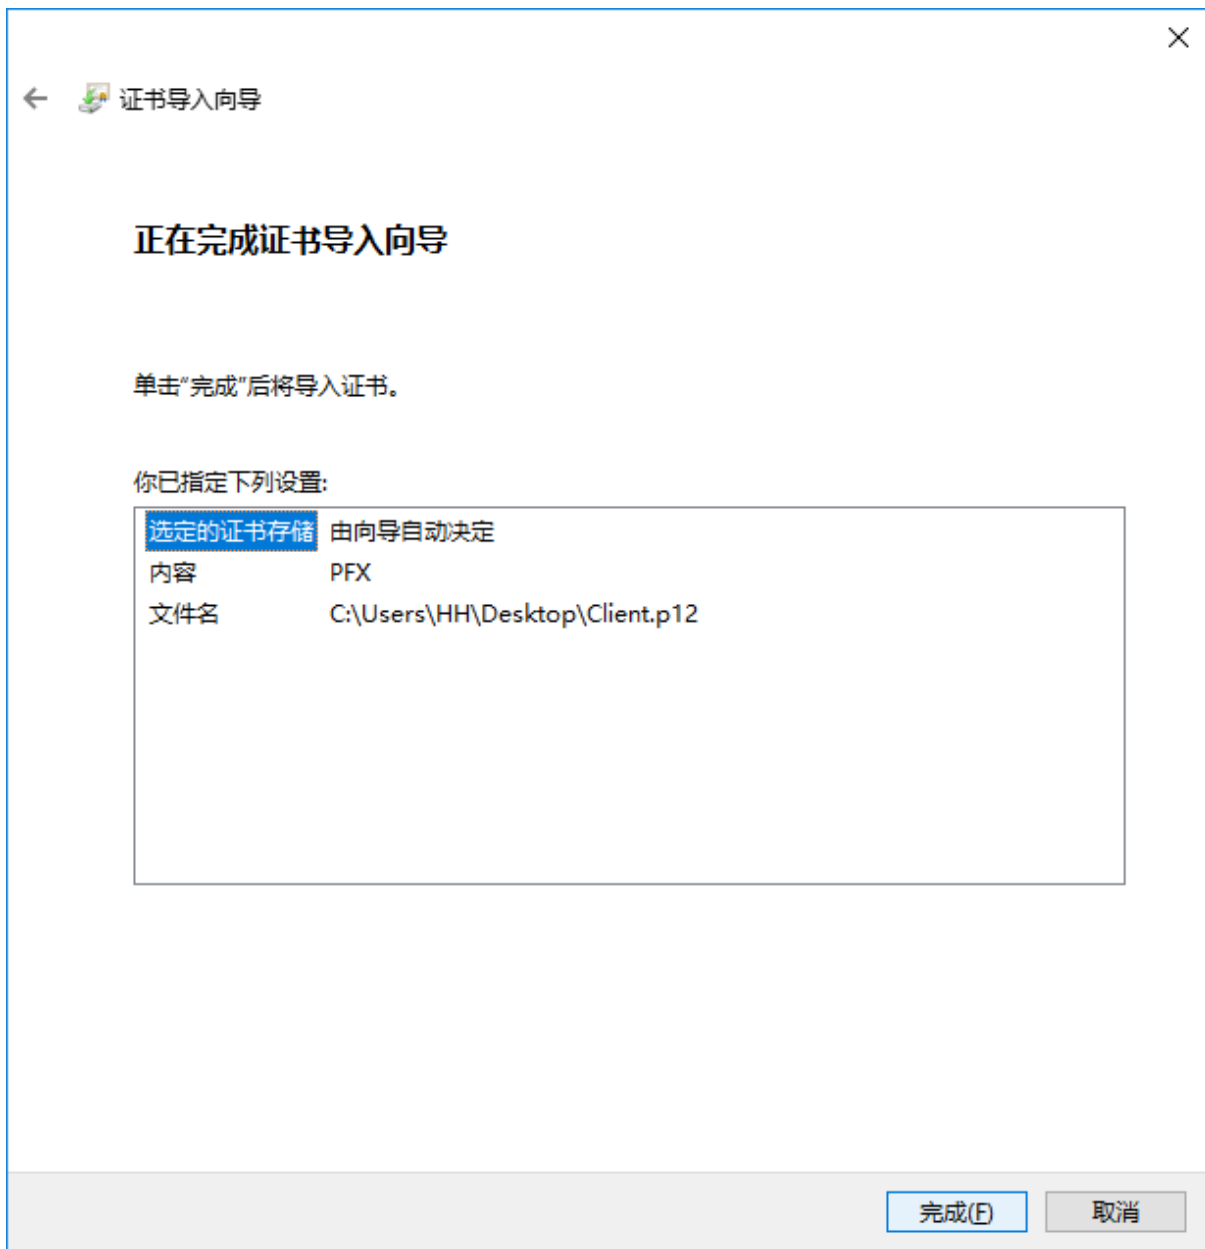 证书导入向导
正在完成证书导入向导
单击“完成”后将导入证书。
你已指定下列设置:
选定的证书存储 由向导自动决定
内容 PFX
文件名 C:\Users\HH\Desktop\Client.p12
完成(F) 取消